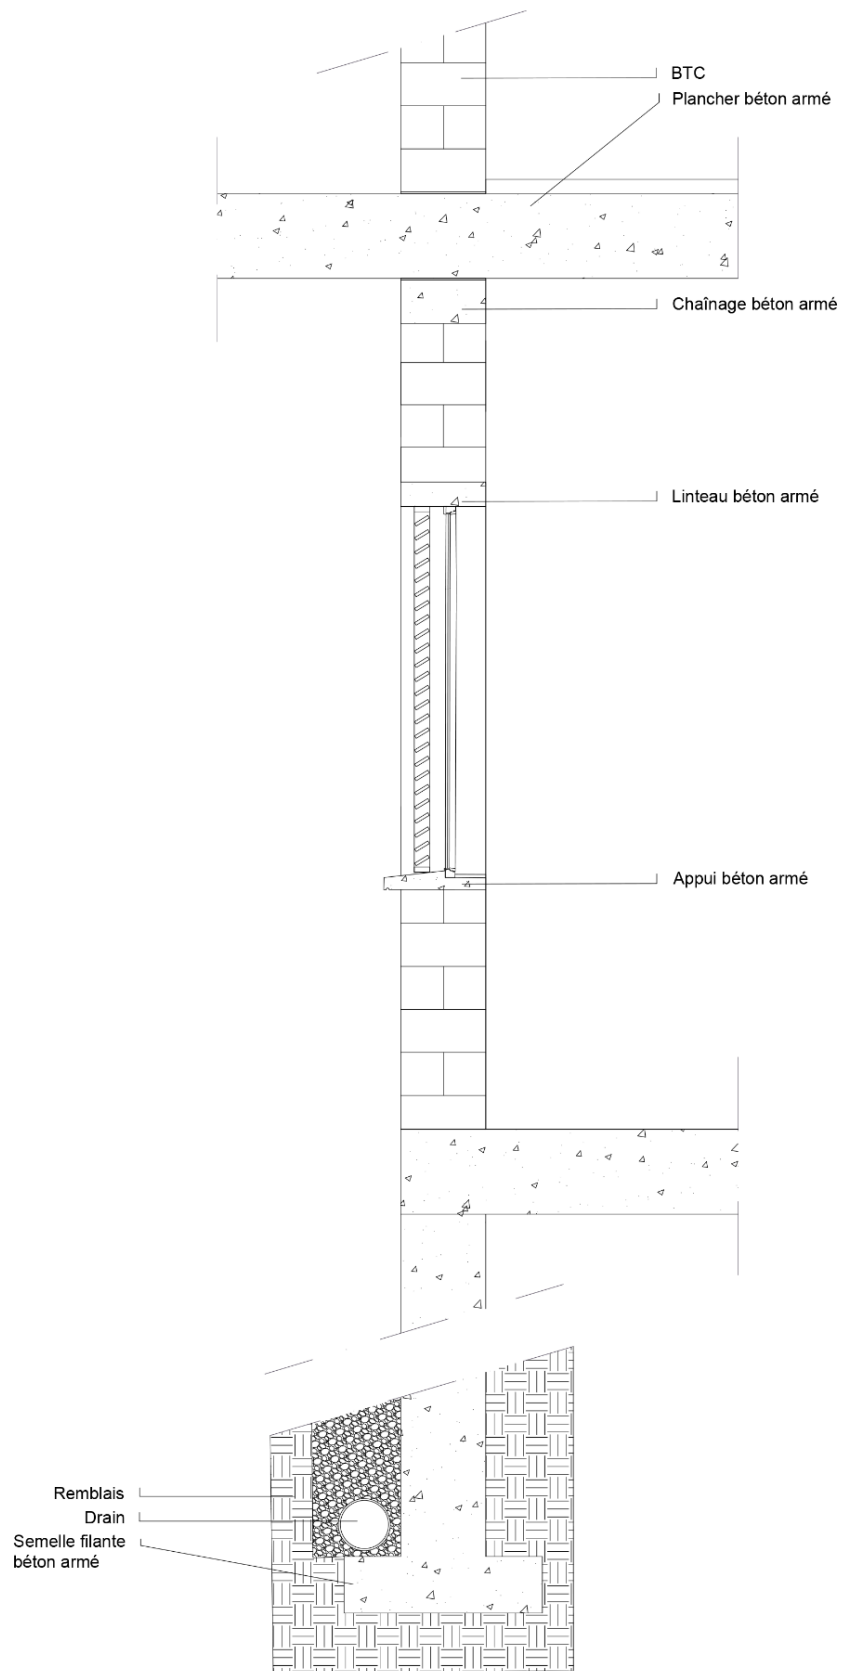 BTC
Plancher béton armé
Chaînage béton armé
Linteau béton armé
Appui béton armé
Remblais
Drain
Semelle filante
béton armé